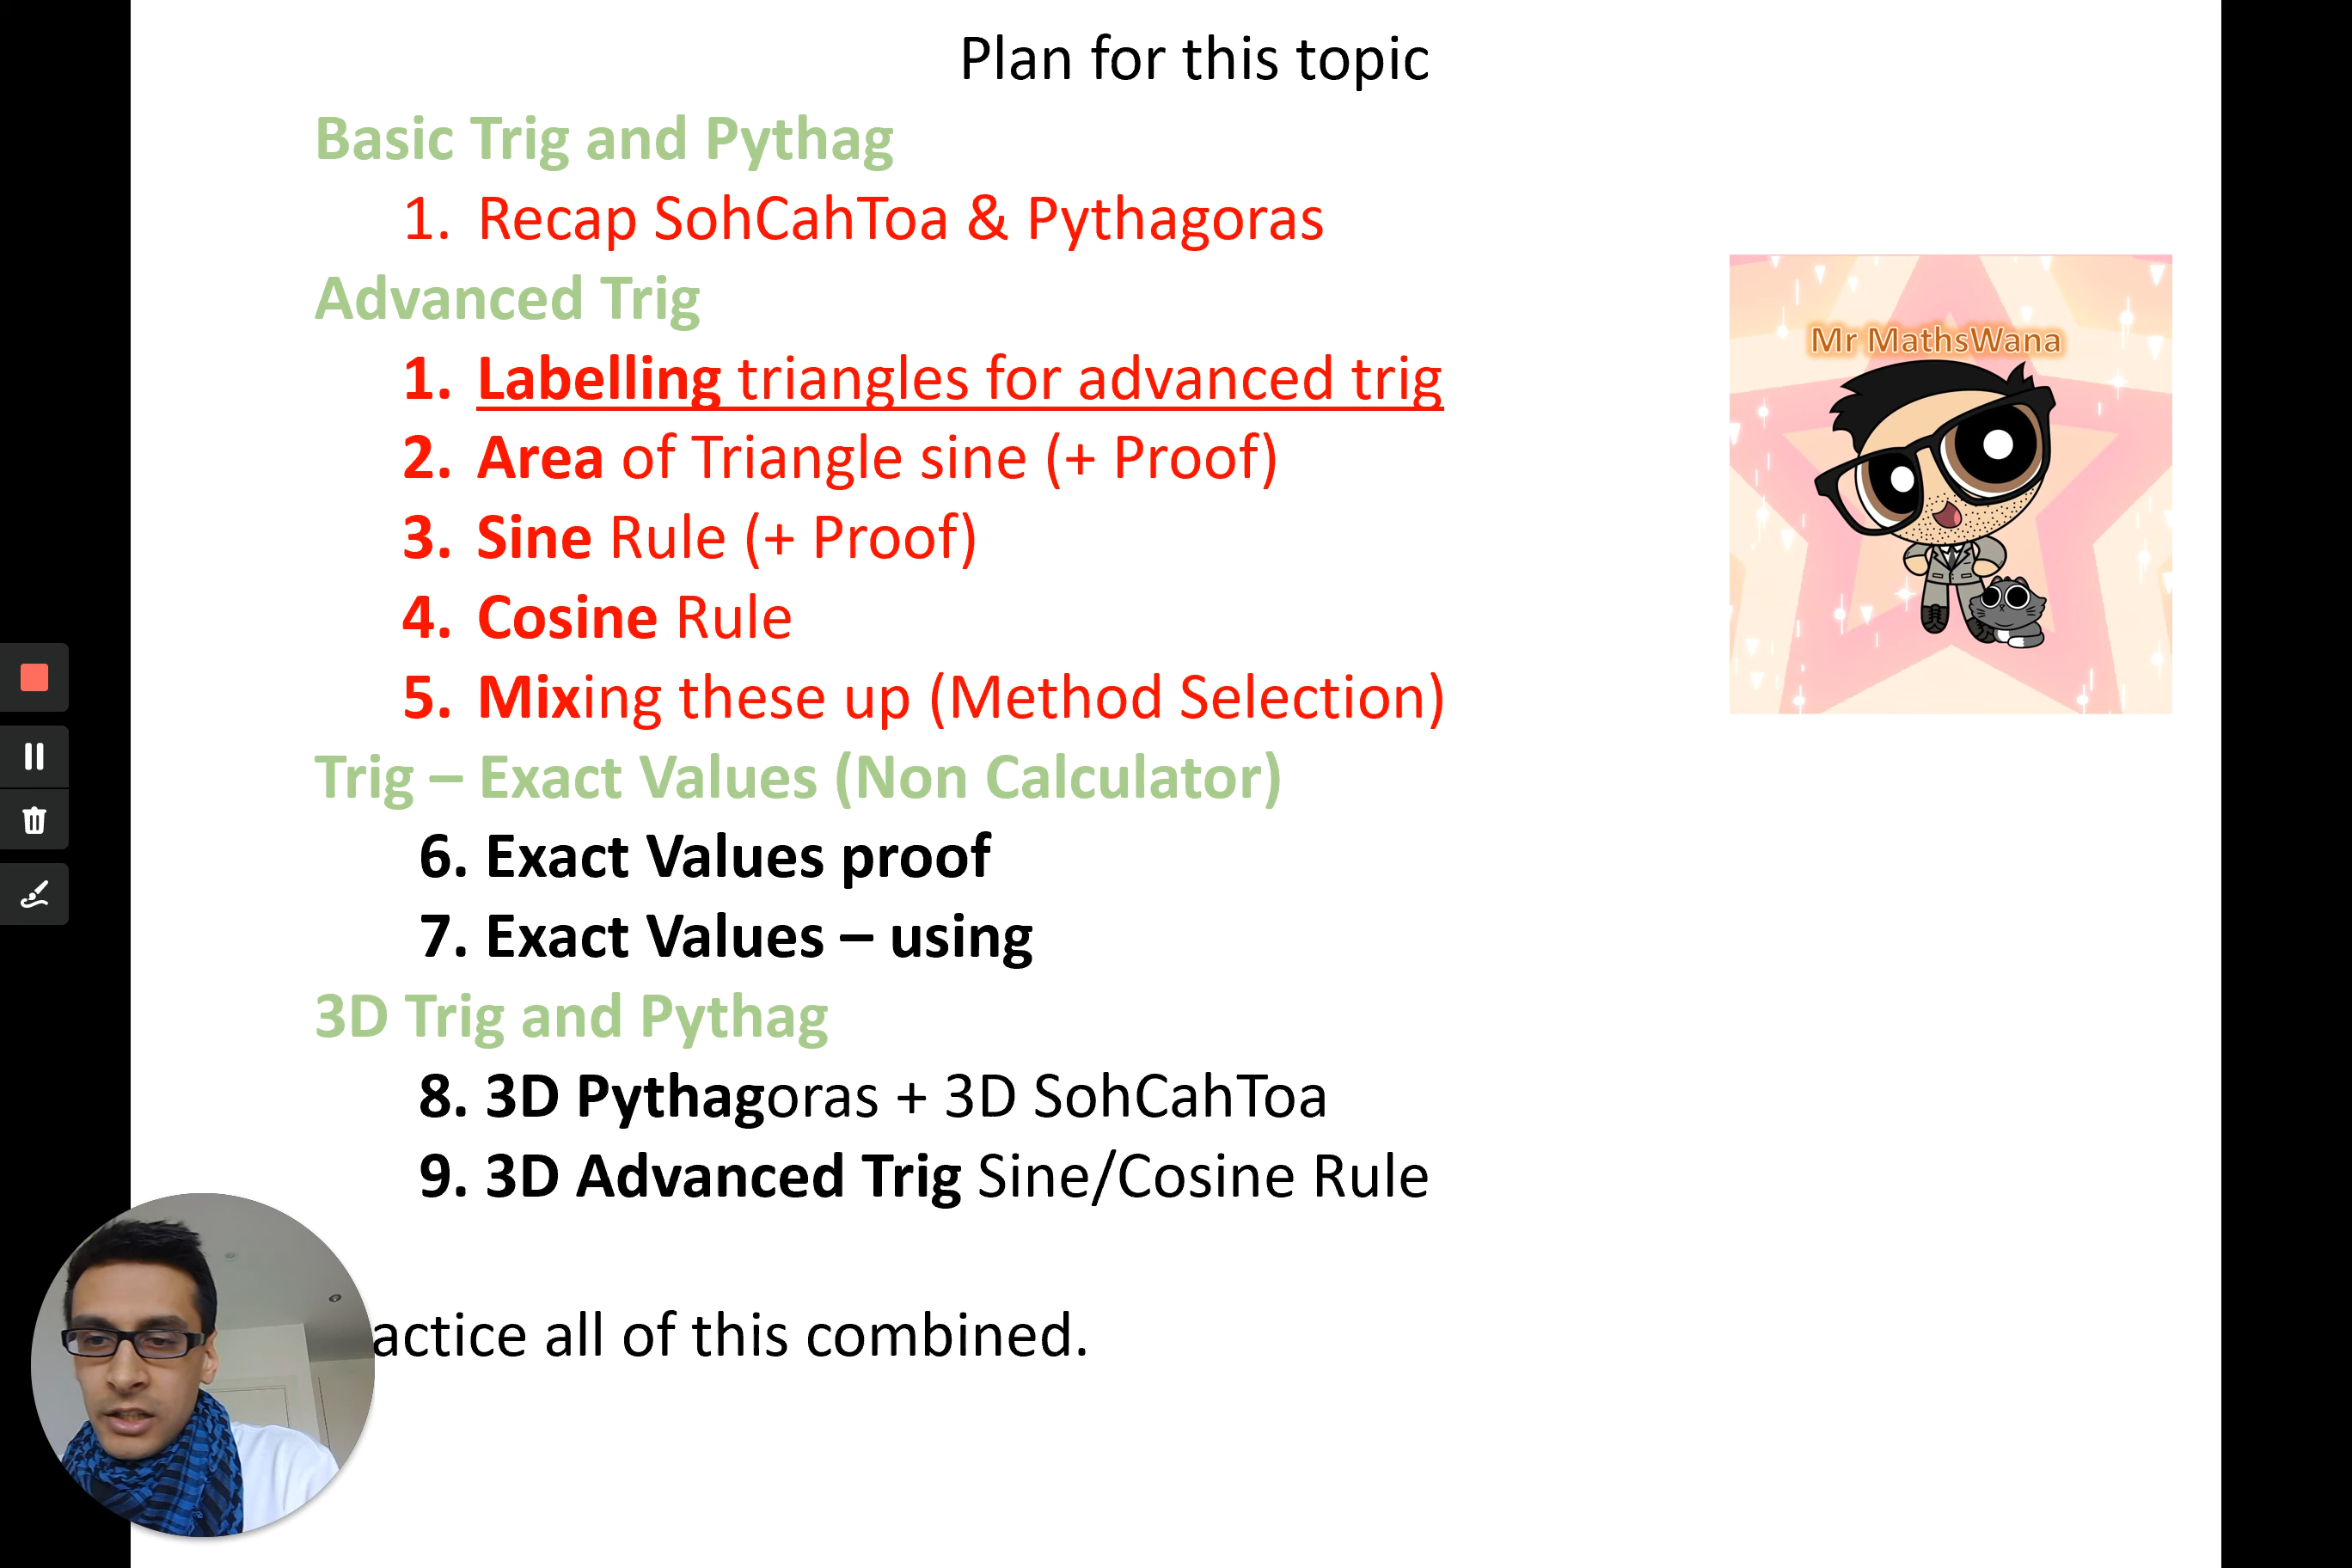 Plan for this topic
Basic Trig and Pythag
1. Recap SohCahToa & Pythagoras
Advanced Trig
1. Labelling triangles for advanced trig
2. Area of Triangle sine (+ Proof)
3. Sine Rule (+ Proof)
4. Cosine Rule
5. Mixing these up (Method Selection)
Trig – Exact Values (Non Calculator)
6. Exact Values proof
7. Exact Values – using
3D Trig and Pythag
8. 3D Pythagoras + 3D SohCahToa
9. 3D Advanced Trig Sine/Cosine Rule
all of this combined.
Mr MathsWana